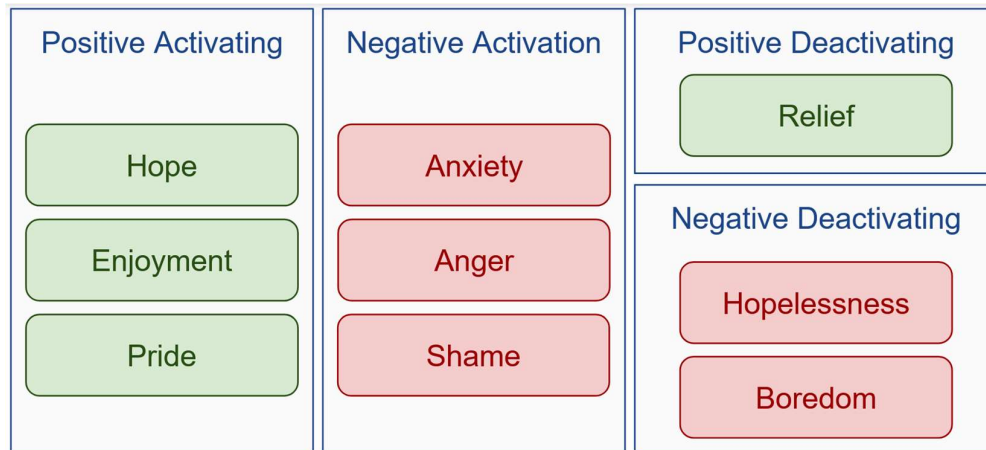 Positive Activating
Hope
Enjoyment
Pride
Negative Activation
Anxiety
Anger
Shame
Positive Deactivating
Relief
Negative Deactivating
Hopelessness
Boredom